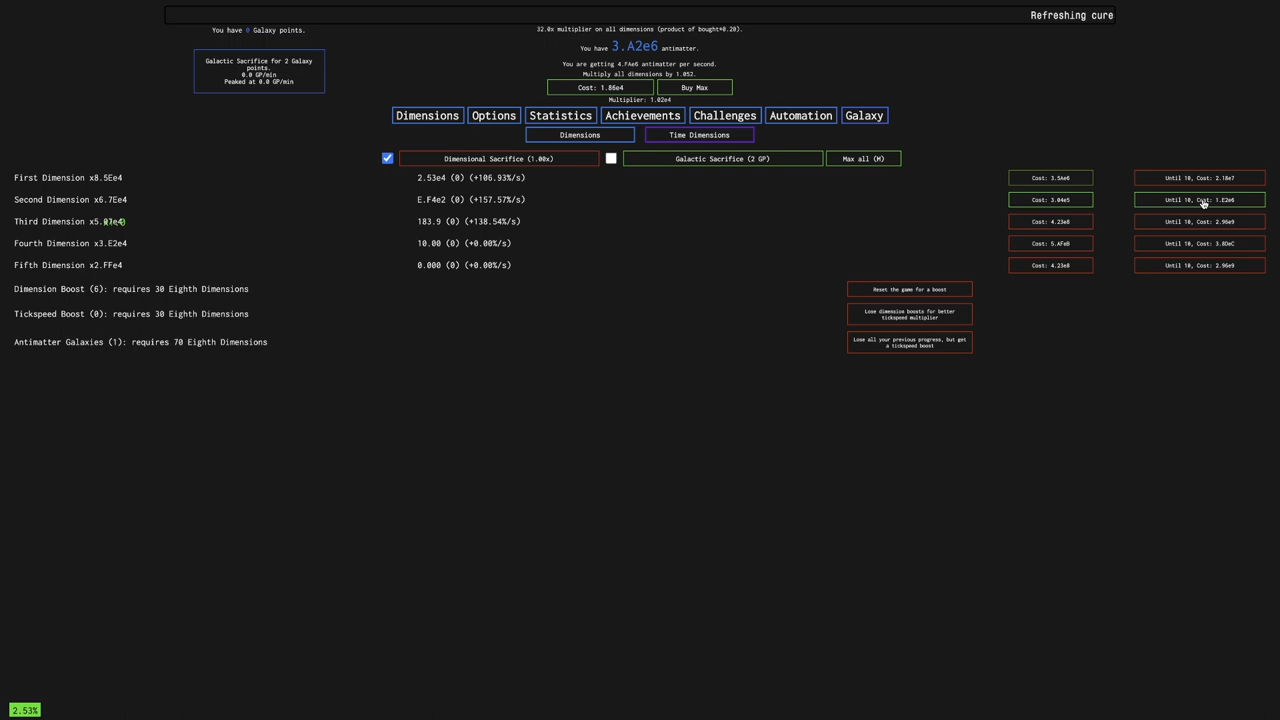 Refreshing cure
You have 0 Galaxy points.
32.0x multiplier on all dimensions (product of bought+0.20).
You have 3.A2e6 antimatter.
Galactic Sacrifice for 2 Galaxy
points.
0.0 GP/min
Peaked at 0.0 GP/min
You are getting 4.FAe6 antimatter per second.
Multiply all dimensions by 1.052.
Cost: 1.86e4 Buy Max
Multiplier: 1.02e4
Dimensions Options Statistics Achievements Challenges Automation Galaxy
Dimensions Time Dimensions
Dimensional Sacrifice (1.00x) Galactic Sacrifice (2 GP) Max all (M)
First Dimension x8.5Ee4 2.53e4 (0) (+106.93%/s) Cost: 3.5Ae6 Until 10, Cost: 2.18e7
Second Dimension x6.7Ee4 E.F4e2 (0) (+157.57%/s) Cost: 3.04e5 Until 10, Cost: 1.E2e6
Third Dimension 183.9 (0) (+138.54%/s) Cost: 4.23e8 Until 10, Cost: 2.96e9
Fourth Dimension x3.E2e4 10.00 (0) (+0.00%/s) Cost: 5.AFeB Until 10, Cost: 3.8DeC
Fifth Dimension x2.FFe4 0.000 (0) (+0.00%/s) Cost: 4.23e8 Until 10, Cost: 2.96e9
Dimension Boost (6): requires 30 Eighth Dimensions Reset the game for a boost
Tickspeed Boost (0): requires 30 Eighth Dimensions Lose dimension boosts for better
tickspeed multiplier
Antimatter Galaxies (1): requires 70 Eighth Dimensions Lose all your previous progress, but get
a tickspeed boost
2.53%